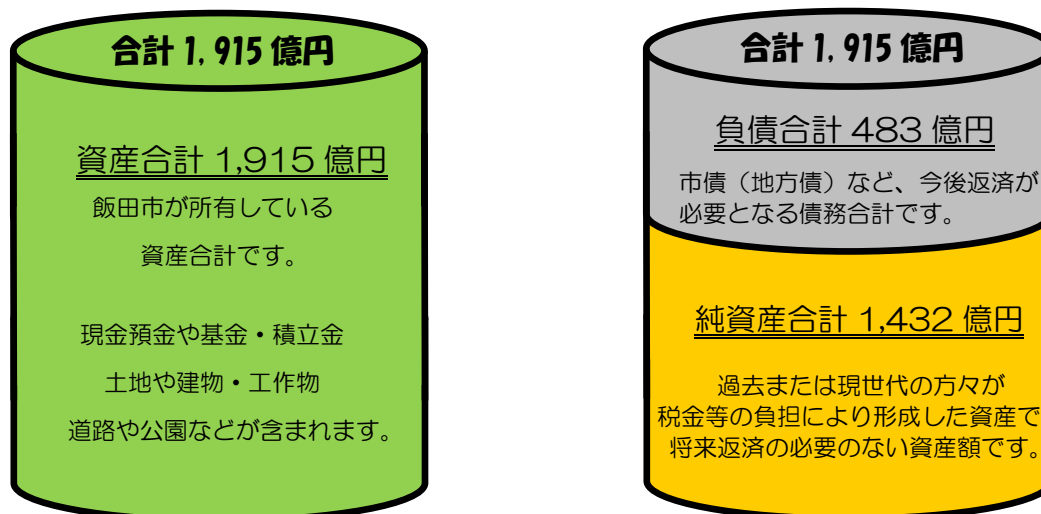 合計 1,915 億円
資産合計 1,915 億円
飯田市が所有している
資産合計です。
現金預金や基金・積立金
土地や建物・工作物
道路や公園などが含まれます。
合計 1,915 億円
負債合計 483 億円
市債（地方債）など、今後返済が
必要となる債務合計です。
純資産合計 1,432 億円
過去または現世代の方々が
税金等の負担により形成した資産で
将来返済の必要のない資産額です。